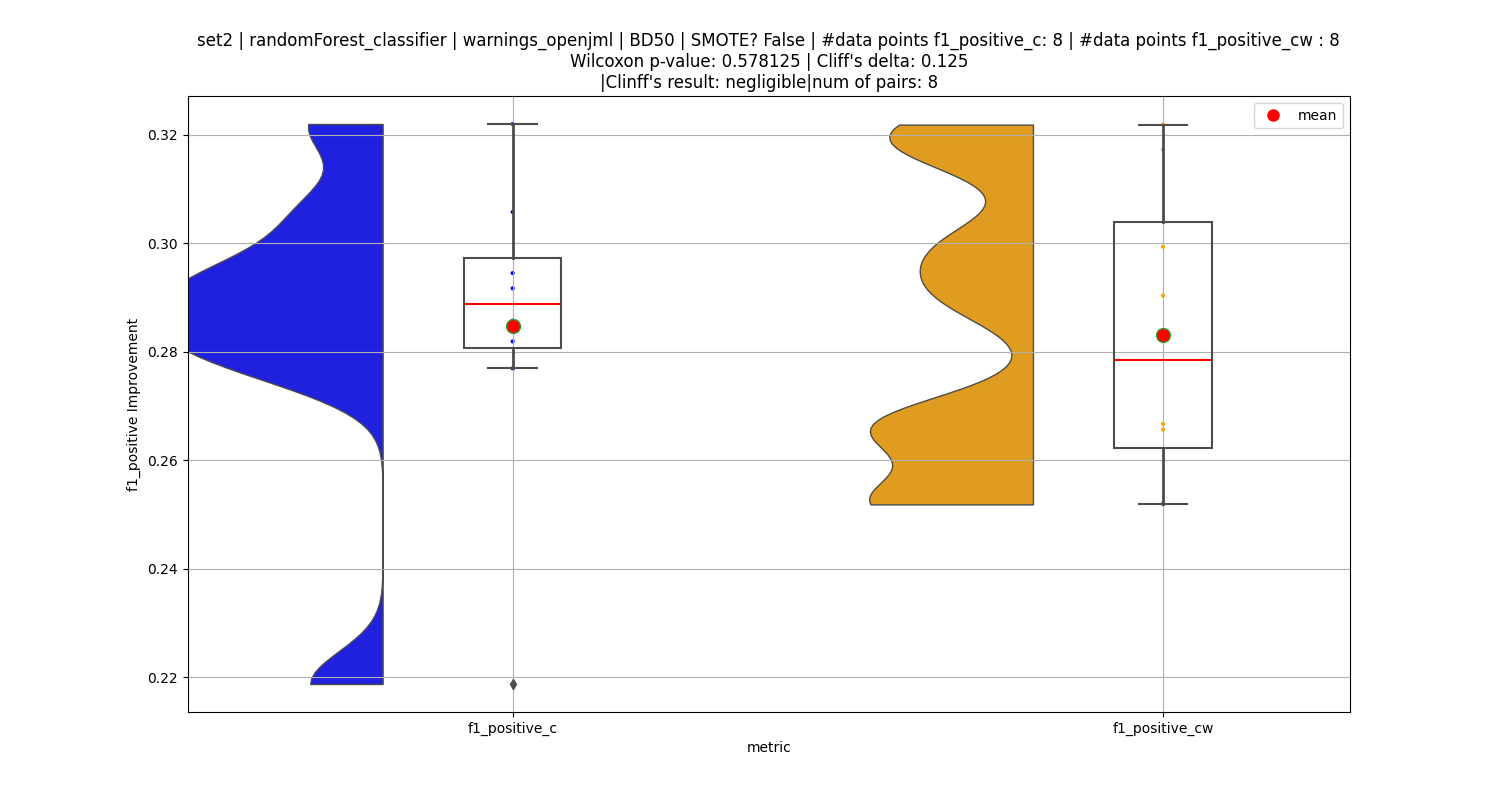 set2 | randomForest_classifier | warnings_openjml | BD50 | SMOTE? False | #data points f1_positive_c: 8 | #data points f1_positive_cw : 8
Wilcoxon p-value: 0.578125 | Cliff's delta: 0.125
|Clinff's result: negligible|num of pairs: 8
mean
0.32
0.30
0.28
0.26
0.24
0.22
f1_positive Improvement
f1_positive_c
f1_positive_cw
metric